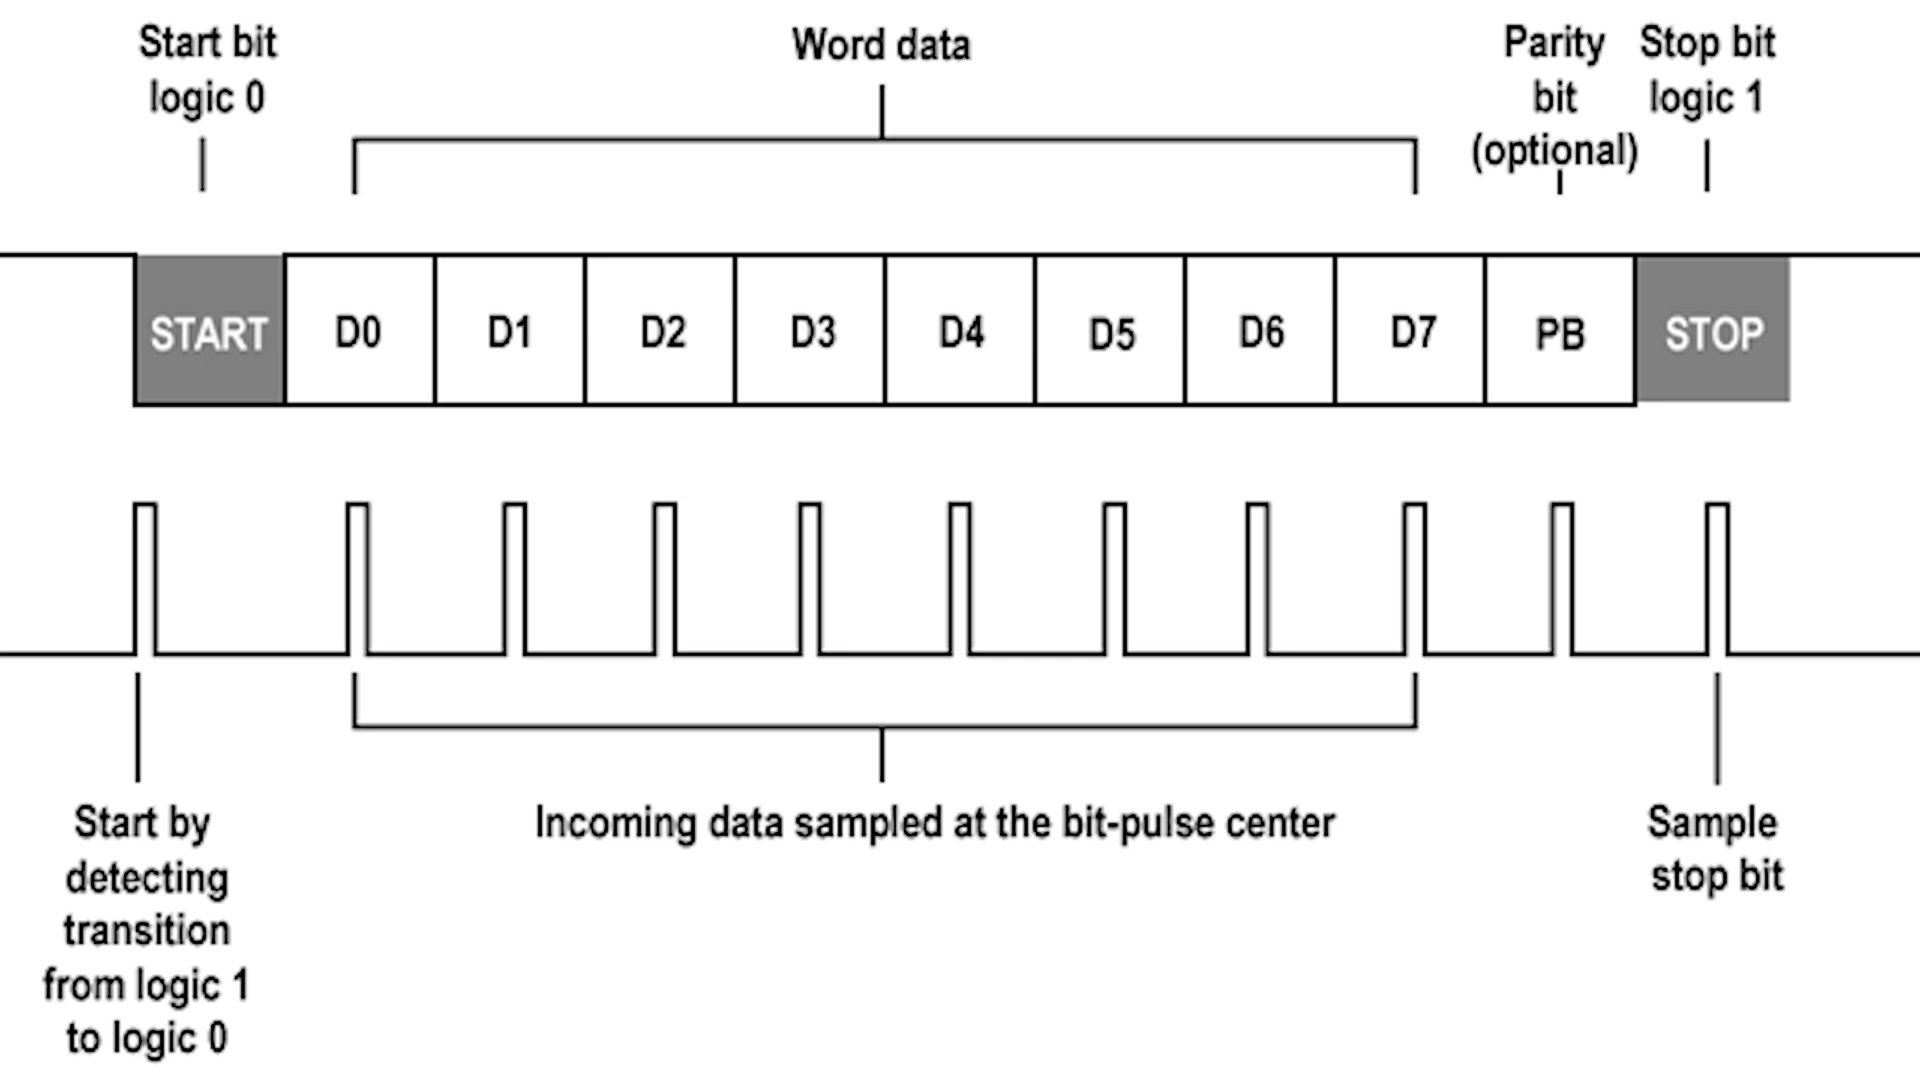 Start bit
logic 0
Word data
Parity
bit
(optional)
Stop bit
logic 1
START D0 D1 D2 D3 D4 D5 D6 D7 PB STOP
Start by
detecting
transition
from logic 1
to logic 0
Incoming data sampled at the bit-pulse center
Sample
stop bit